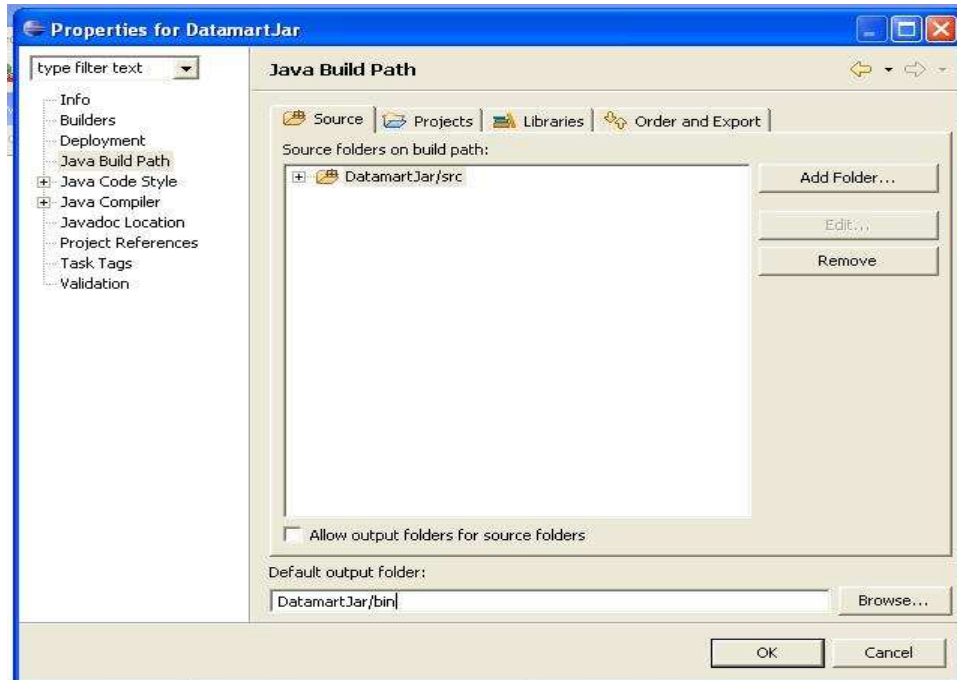 Properties for DatamartJar
type filter text
Java Build Path
Info
Builders
Deployment
Java Build Path
Java Code Style
Java Compiler
Javadoc Location
Project References
Task Tags
Validation
Source
Projects
Libraries
Order and Export
Source folders on build path:
DatamartJar/src
Add Folder...
Edit...
Remove
Allow output folders for source folders
Default output folder:
DatamartJar/bin
Browse...
OK
Cancel